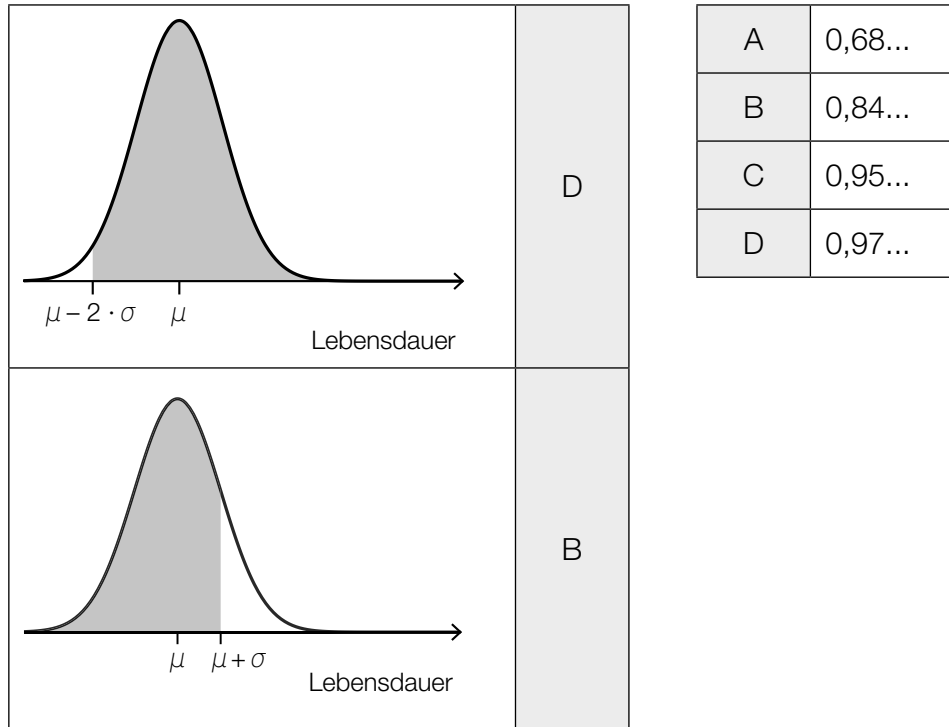 μ – 2 · σ μ
Lebensdauer
D
μ μ + σ
Lebensdauer
B
A 0,68...
B 0,84...
C 0,95...
D 0,97...